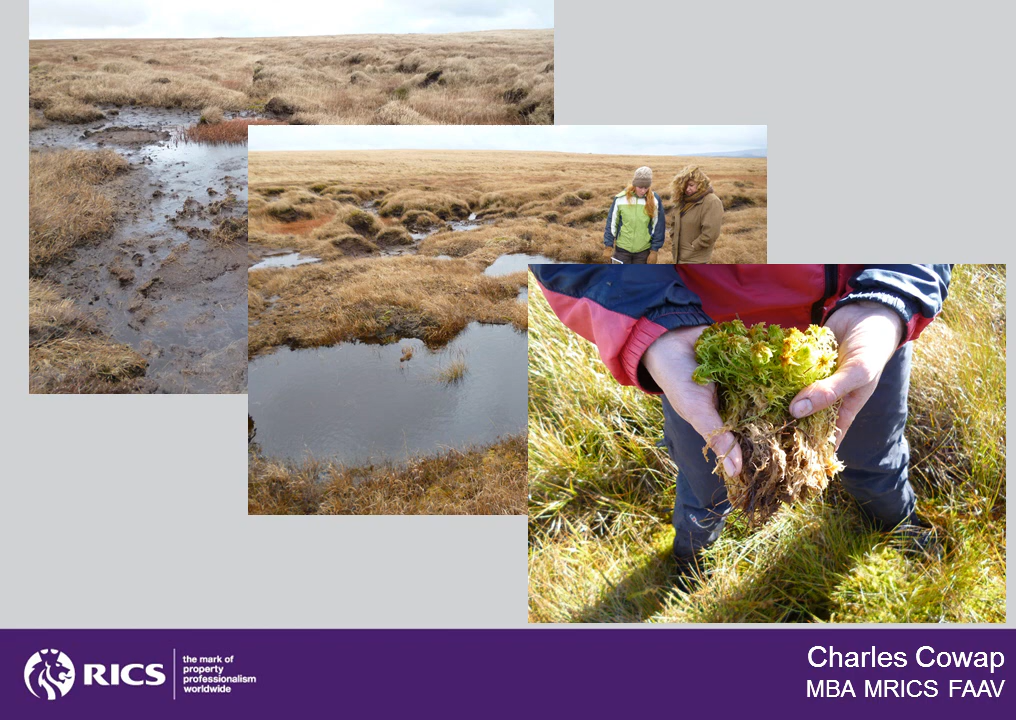 RICS
the mark of
property
professionalism
worldwide
Charles Cowap
MBA MRICS FAAV